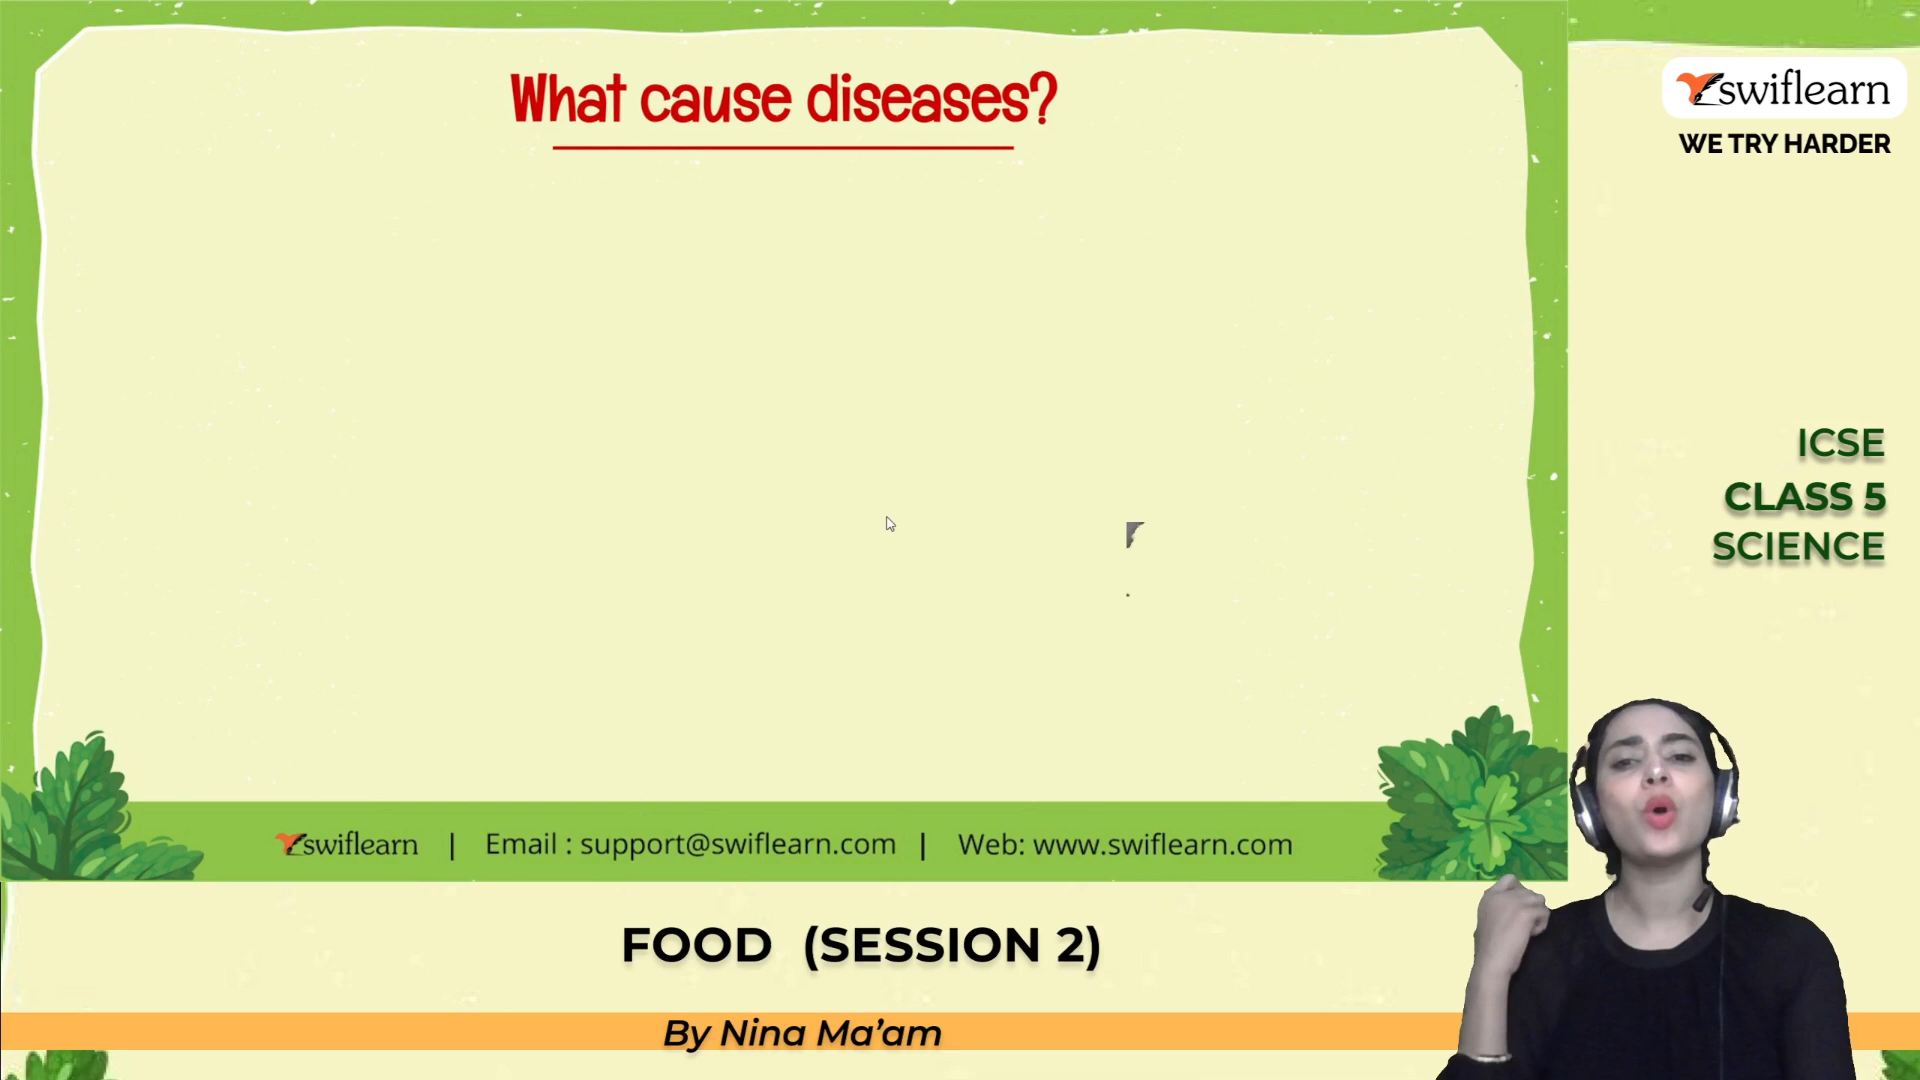 What cause diseases?
swiflearn
WE TRY HARDER
ICSE
CLASS 5
SCIENCE
swiflearn | Email : support@swiflearn.com | Web: www.swiflearn.com
FOOD (SESSION 2)
By Nina Ma’am